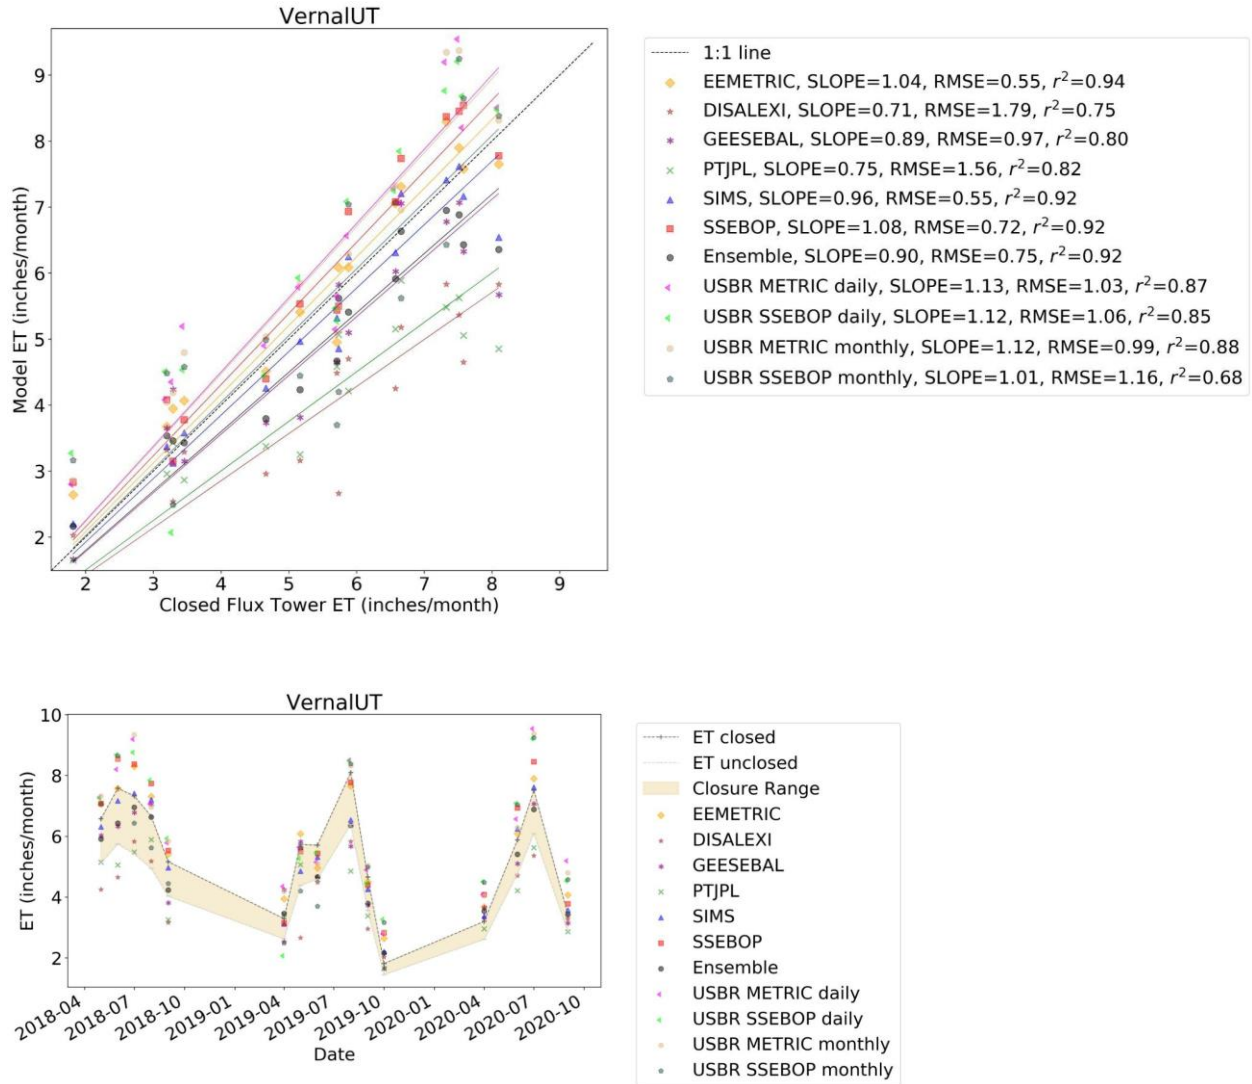 VernalUT
9
8
7
6
5
4
3
2
Model ET (inches/month)
2 3 4 5 6 7 8 9
Closed Flux Tower ET (inches/month)
1:1 line
EEMETRIC, SLOPE=1.04, RMSE=0.55, r²=0.94
DISALEXI, SLOPE=0.71, RMSE=1.79, r²=0.75
GEESEBAL, SLOPE=0.89, RMSE=0.97, r²=0.80
PTJPL, SLOPE=0.75, RMSE=1.56, r²=0.82
SIMS, SLOPE=0.96, RMSE=0.55, r²=0.92
SSEBOP, SLOPE=1.08, RMSE=0.72, r²=0.92
Ensemble, SLOPE=0.90, RMSE=0.75, r²=0.92
USBR METRIC daily, SLOPE=1.13, RMSE=1.03, r²=0.87
USBR SSEBOP daily, SLOPE=1.12, RMSE=1.06, r²=0.85
USBR METRIC monthly, SLOPE=1.12, RMSE=0.99, r²=0.88
USBR SSEBOP monthly, SLOPE=1.01, RMSE=1.16, r²=0.68
VernalUT
10
8
6
4
2
ET (inches/month)
2018-04 2018-07 2018-10 2019-01 2019-04 2019-07 2019-10 2020-01 2020-04 2020-07 2020-10
Date
ET closed
ET unclosed
Closure Range
EEMETRIC
DISALEXI
GEESEBAL
PTJPL
SIMS
SSEBOP
Ensemble
USBR METRIC daily
USBR SSEBOP daily
USBR METRIC monthly
USBR SSEBOP monthly